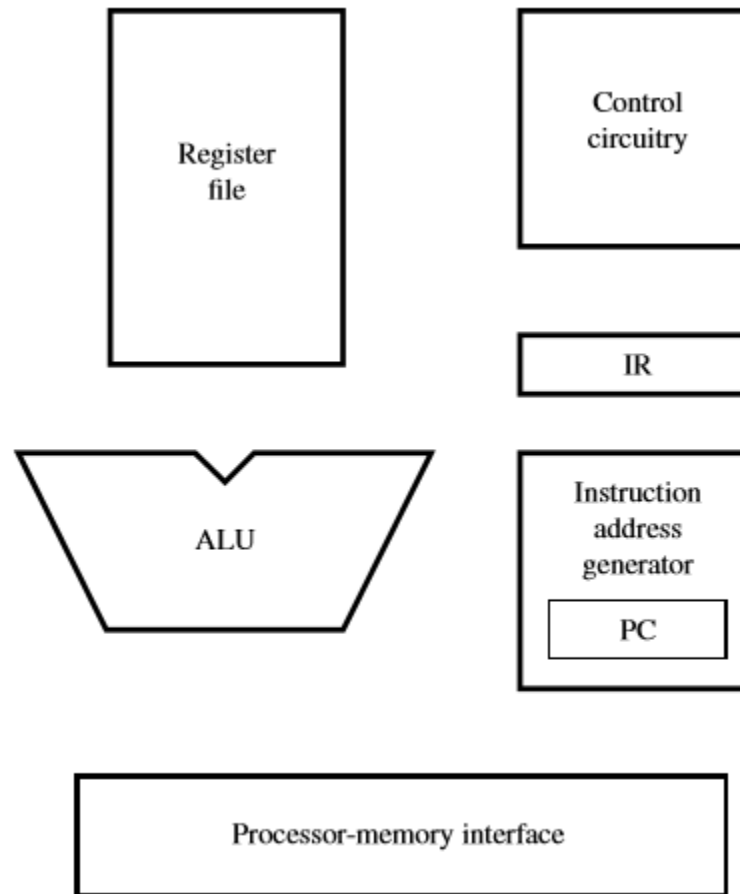 Register
file
Control
circuitry
IR
ALU
Instruction
address
generator
PC
Processor-memory interface